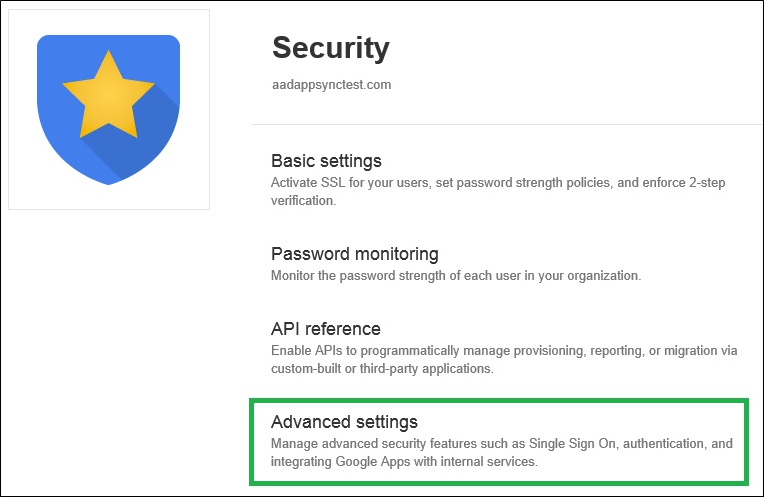 Security
aadappsynctest.com
Basic settings
Activate SSL for your users, set password strength policies, and enforce 2-step
verification.
Password monitoring
Monitor the password strength of each user in your organization.
API reference
Enable APIs to programmatically manage provisioning, reporting, or migration via
custom-built or third-party applications.
Advanced settings
Manage advanced security features such as Single Sign On, authentication, and
integrating Google Apps with internal services.